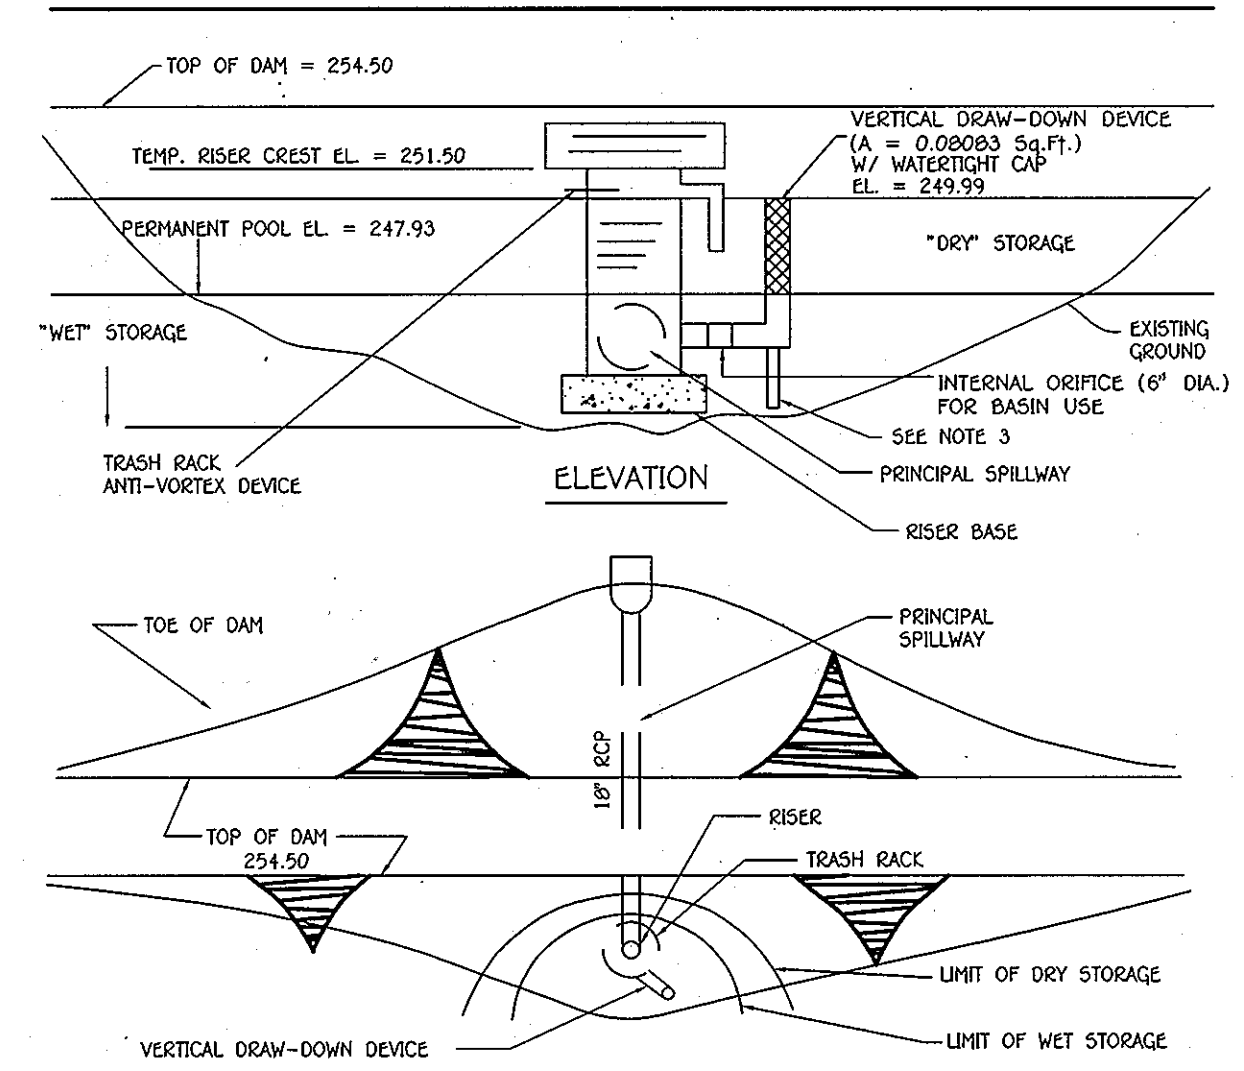 TOP OF DAM = 254.50
VERTICAL DRAW-DOWN DEVICE
(A = 0.08083 Sq.Ft.)
W/ WATERTIGHT CAP
EL. = 249.99
TEMP. RISER CREST EL. = 251.50
PERMANENT POOL EL. = 247.93
"DRY" STORAGE
"WET" STORAGE
EXISTING
GROUND
INTERNAL ORIFICE (6" DIA.)
FOR BASIN USE
SEE NOTE 3
TRASH RACK
ANTI-VORTEX DEVICE
ELEVATION
PRINCIPAL SPILLWAY
RISER BASE
TOE OF DAM
PRINCIPAL
SPILLWAY
18" RCP
RISER
TOP OF DAM
254.50
TRASH RACK
LIMIT OF DRY STORAGE
LIMIT OF WET STORAGE
VERTICAL DRAW-DOWN DEVICE